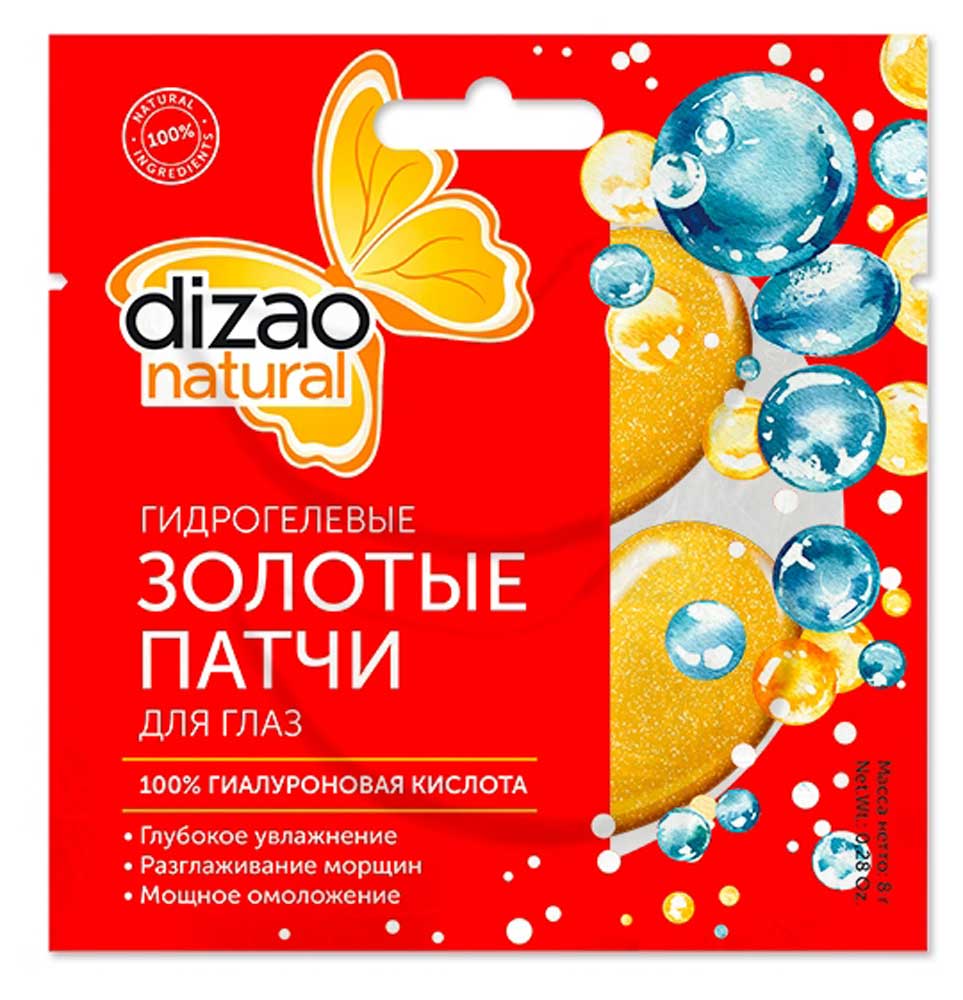 NATURAL
100%
INGREDIENTS
dizao
natural
ГИДРОГЕЛЕВЫЕ
ЗОЛОТЫЕ
ПАТЧИ
ДЛЯ ГЛАЗ
100% ГИАЛУРОНОВАЯ КИСЛОТА
• Глубокое увлажнение
• Разглаживание морщин
• Мощное омоложение
Масса нетто: 8 г
Net Wt.: 0.28 Oz.